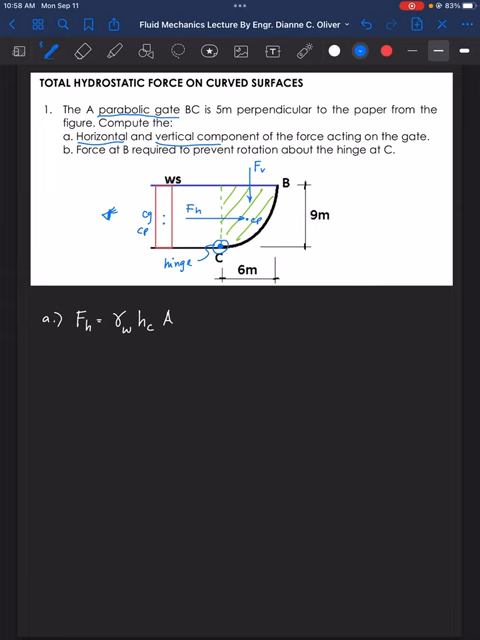 10:58 AM Mon Sep 11
83%
Fluid Mechanics Lecture By Engr. Dianne C. Oliver
TOTAL HYDROSTATIC FORCE ON CURVED SURFACES
1. The A parabolic gate BC is 5m perpendicular to the paper from the
figure. Compute the:
a. Horizontal and vertical component of the force acting on the gate.
b. Force at B required to prevent rotation about the hinge at C.
Fv
WS
B
cg
cp
Fh
cp
9m
hinge
C
6m
a.) Fh = γw hc A